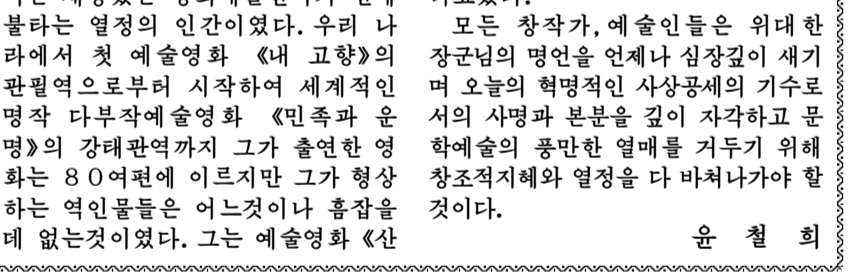 불타는 열정의 인간이였다. 우리 나
라에서 첫 예술영화 《내 고향》의
관필역으로부터 시작하여 세계적인
명작 다부작예술영화 《민족과 운
명》의 강태관역까지 그가 출연한 영
화는 80여편에 이르지만 그가 형상
하는 역인물들은 어느것이나 흠잡을
데 없는것이였다. 그는 예술영화 《산
모든 창작가, 예술인들은 위대한
장군님의 명언을 언제나 심장깊이 새기
며 오늘의 혁명적인 사상공세의 기수로
서의 사명과 본분을 깊이 자각하고 문
학예술의 풍만한 열매를 거두기 위해
창조적지혜와 열정을 다 바쳐나가야 할
것이다.
윤 철 희